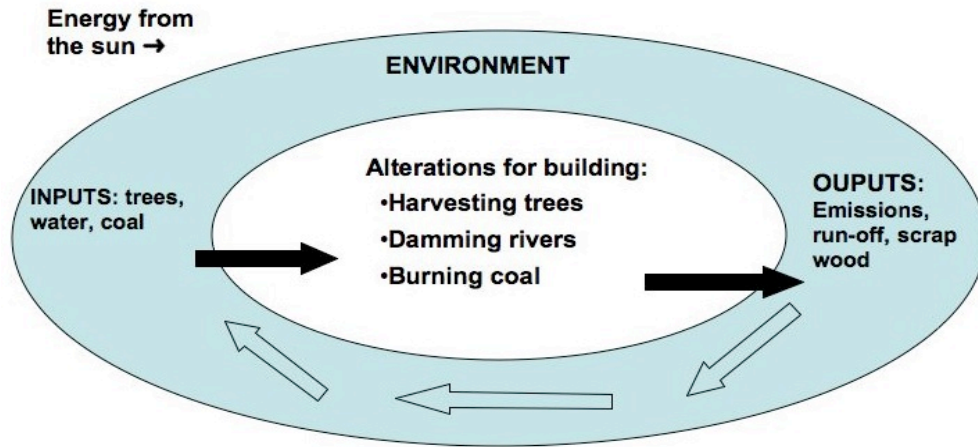 Energy from
the sun →
ENVIRONMENT
INPUTS: trees,
water, coal
Alterations for building:
•Harvesting trees
•Damming rivers
•Burning coal
OUPUTS:
Emissions,
run-off, scrap
wood